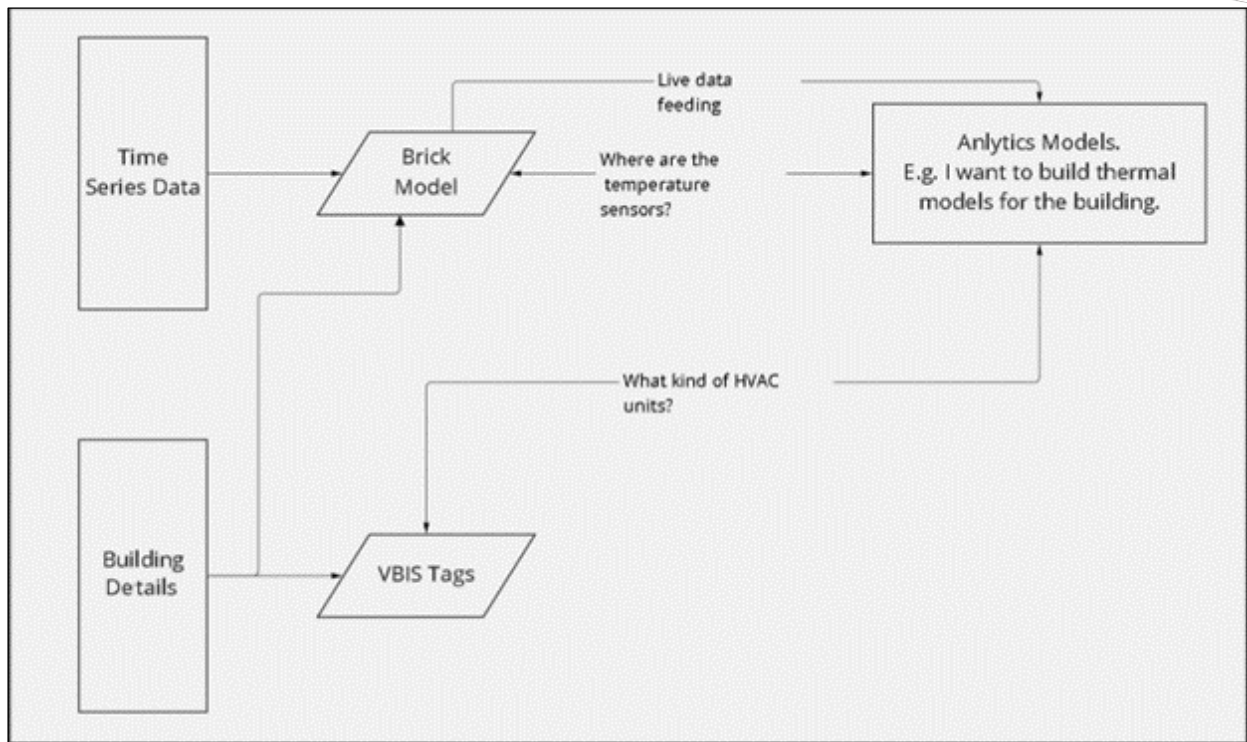 Time
Series Data
Brick
Model
Live data
feeding
Where are the
temperature
sensors?
Anlytics Models.
E.g. I want to build thermal
models for the building.
What kind of HVAC
units?
Building
Details
VBIS Tags